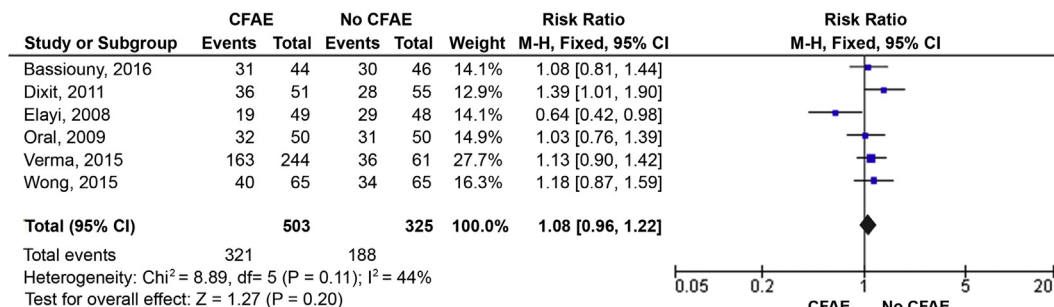 CFAE No CFAE Risk Ratio Risk Ratio
Study or Subgroup Events Total Events Total Weight M-H, Fixed, 95% CI M-H, Fixed, 95% CI
Bassiouny, 2016 31 44 30 46 14.1% 1.08 [0.81, 1.44]
Dixit, 2011 36 51 28 55 12.9% 1.39 [1.01, 1.90]
Elayi, 2008 19 49 29 48 14.1% 0.64 [0.42, 0.98]
Oral, 2009 32 50 31 50 14.9% 1.03 [0.76, 1.39]
Verma, 2015 163 244 36 61 27.7% 1.13 [0.90, 1.42]
Wong, 2015 40 65 34 65 16.3% 1.18 [0.87, 1.59]
Total (95% CI) 503 325 100.0% 1.08 [0.96, 1.22]
Total events 321 188
Heterogeneity: Chi² = 8.89, df= 5 (P = 0.11); I² = 44%
Test for overall effect: Z = 1.27 (P = 0.20)
0.05 0.2 1 5 20
CFAE No CFAE